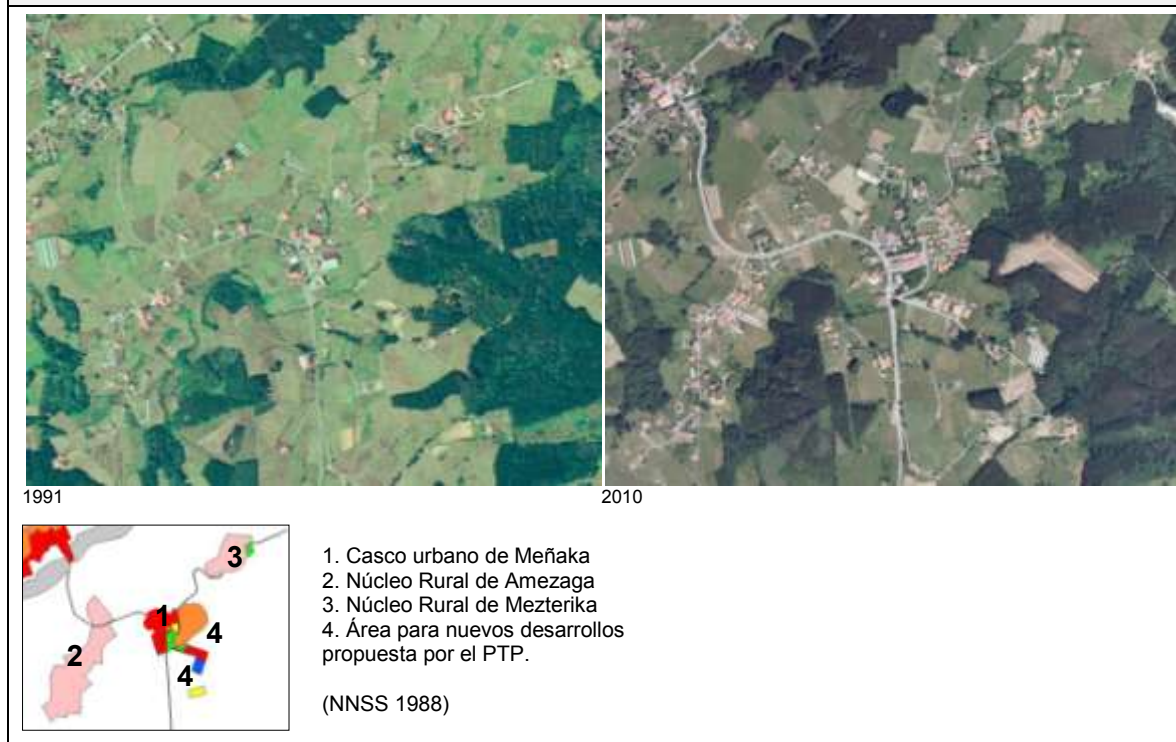 1991
2010
1
2
3
4
4
1. Casco urbano de Meñaka
2. Núcleo Rural de Amezaga
3. Núcleo Rural de Mezterika
4. Área para nuevos desarrollos
propuesta por el PTP.
(NNSS 1988)